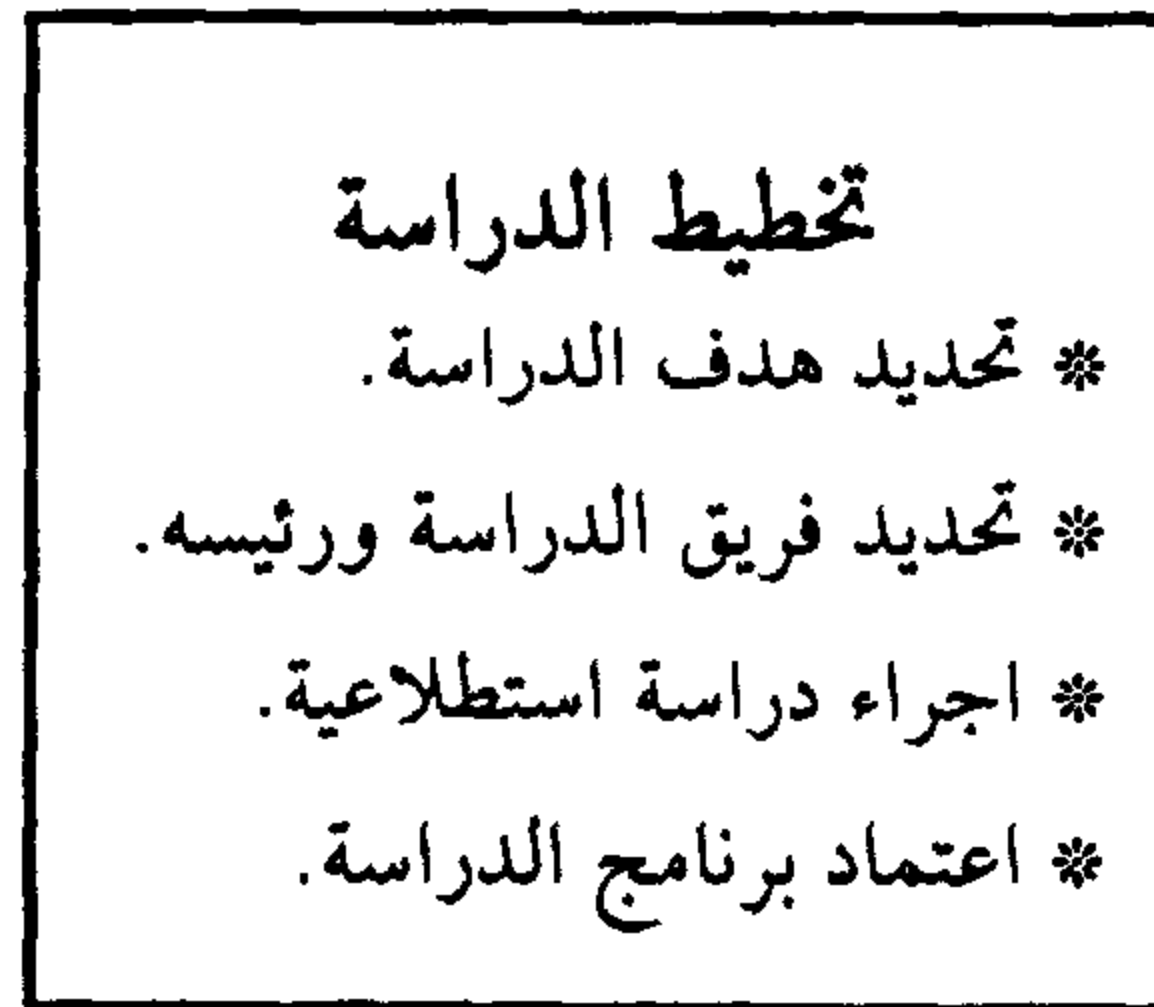 تخطيط الدراسة
* تحديد هدف الدراسة.
* تحديد فريق الدراسة ورئيسه.
* اجراء دراسة استطلاعية.
* اعتماد برنامج الدراسة.